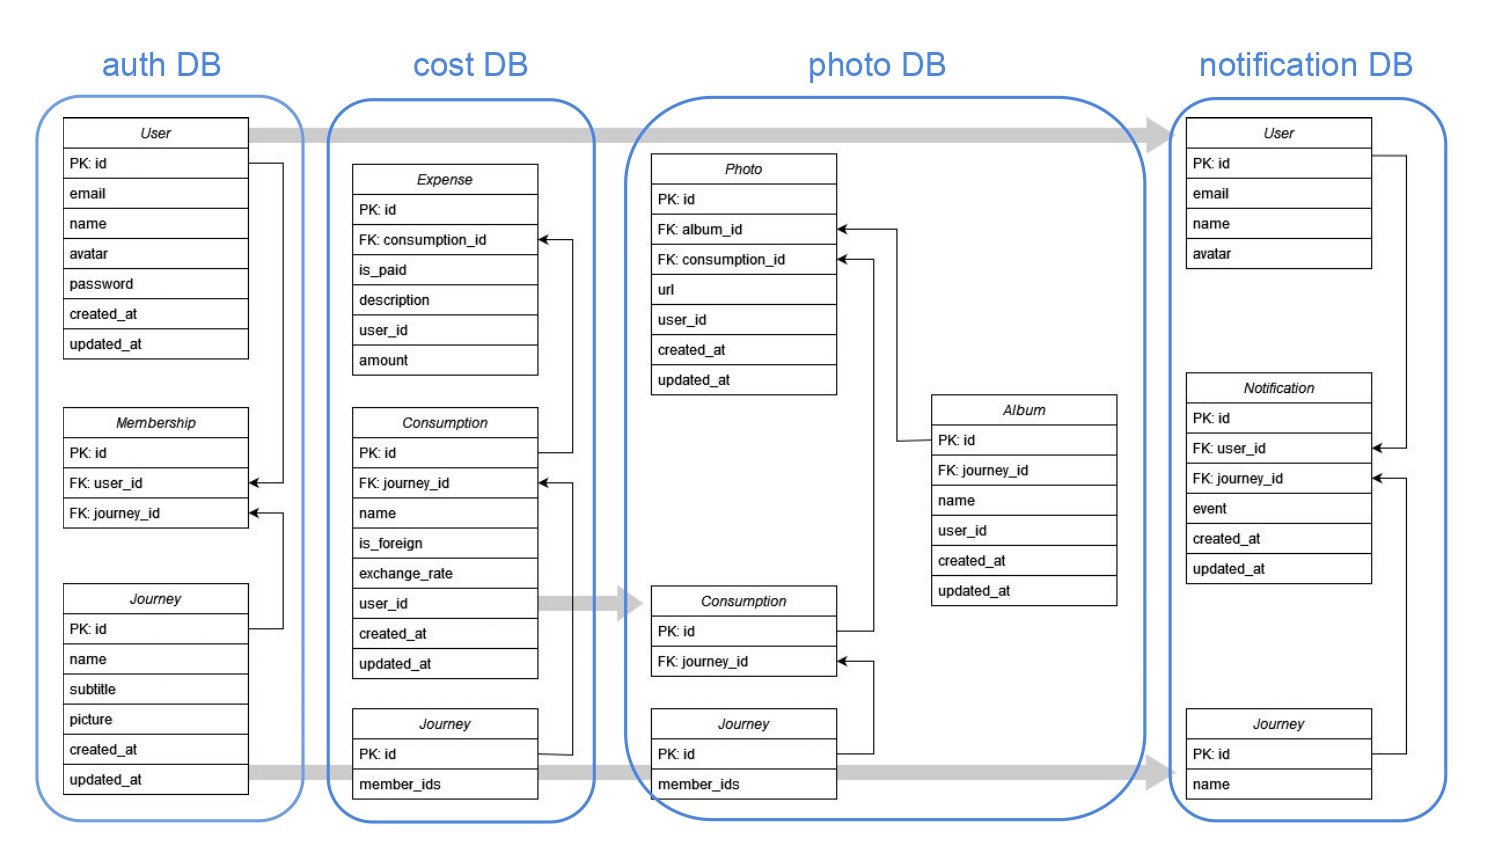 auth DB
User
PK: id
email
name
avatar
password
created_at
updated_at
Membership
PK: id
FK: user_id
FK: journey_id
Journey
PK: id
name
subtitle
picture
created_at
updated_at
cost DB
Expense
PK: id
FK: consumption_id
is_paid
description
user_id
amount
Consumption
PK: id
FK: journey_id
name
is_foreign
exchange_rate
user_id
created_at
updated_at
Journey
PK: id
member_ids
photo DB
Photo
PK: id
FK: album_id
FK: consumption_id
url
user_id
created_at
updated_at
Album
PK: id
FK: journey_id
name
user_id
created_at
updated_at
Consumption
PK: id
FK: journey_id
Journey
PK: id
member_ids
notification DB
User
PK: id
email
name
avatar
Notification
PK: id
FK: user_id
FK: journey_id
event
created_at
updated_at
Journey
PK: id
name